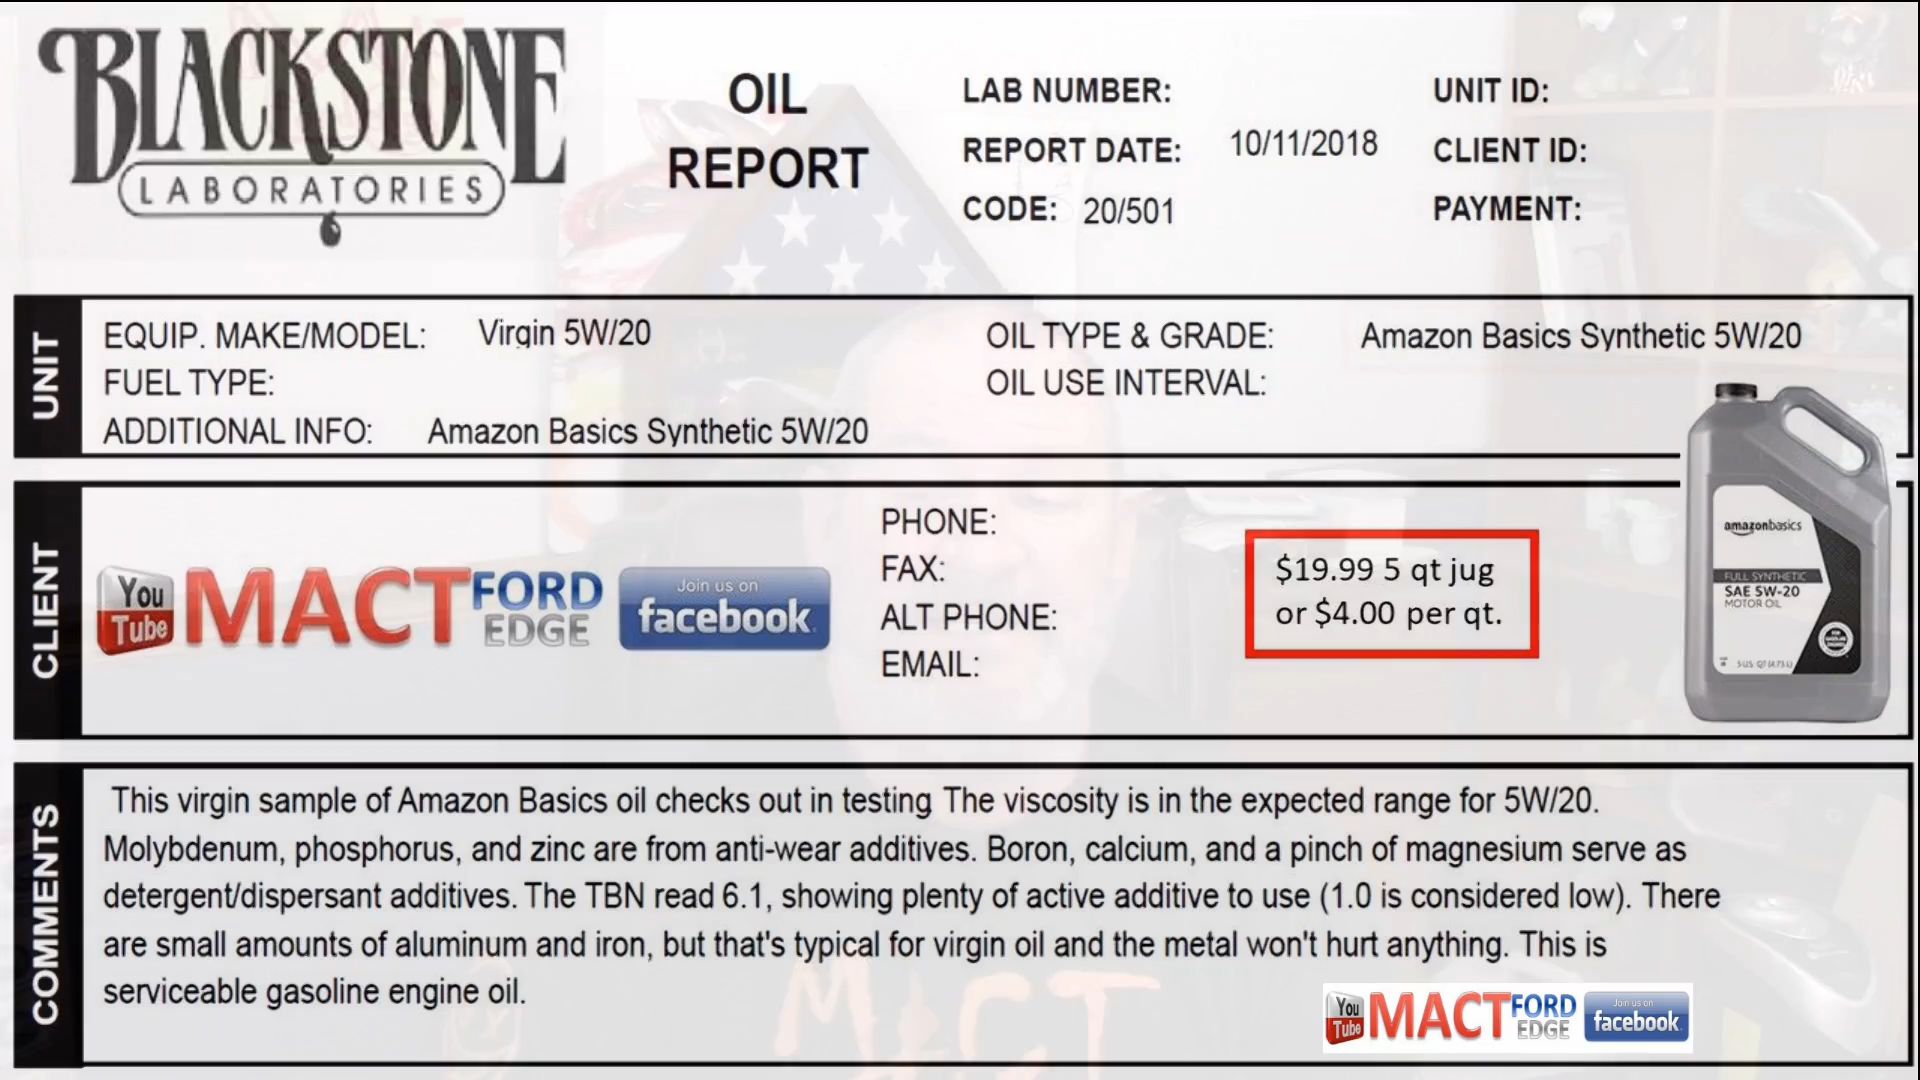 BLACKSTONE
LABORATORIES
OIL
REPORT
LAB NUMBER:
REPORT DATE: 10/11/2018
CODE: 20/501
UNIT ID:
CLIENT ID:
PAYMENT:
UNIT
EQUIP. MAKE/MODEL: Virgin 5W/20
FUEL TYPE:
ADDITIONAL INFO: Amazon Basics Synthetic 5W/20
OIL TYPE & GRADE: Amazon Basics Synthetic 5W/20
OIL USE INTERVAL:
CLIENT
You
Tube
MACT
FORD
EDGE
Join us on
facebook
PHONE:
FAX:
ALT PHONE:
EMAIL:
$19.99 5 qt jug
or $4.00 per qt.
amazonbasics
FULL SYNTHETIC
SAE 5W-20
MOTOR OIL
5 US QT (4.73 L)
COMMENTS
This virgin sample of Amazon Basics oil checks out in testing The viscosity is in the expected range for 5W/20.
Molybdenum, phosphorus, and zinc are from anti-wear additives. Boron, calcium, and a pinch of magnesium serve as
detergent/dispersant additives. The TBN read 6.1, showing plenty of active additive to use (1.0 is considered low). There
are small amounts of aluminum and iron, but that's typical for virgin oil and the metal won't hurt anything. This is
serviceable gasoline engine oil.
You
Tube
MACT
FORD
EDGE
Join us on
facebook
MACT